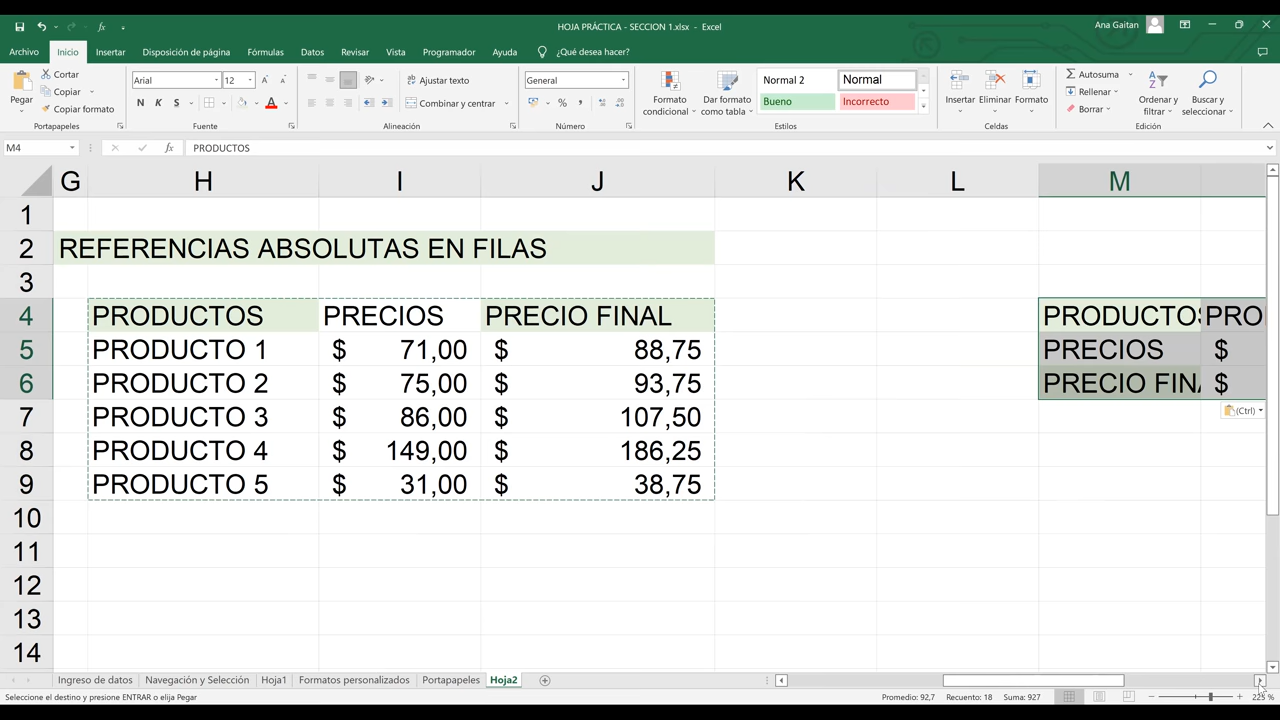 HOJA PRÁCTICA - SECCION 1.xlsx - Excel
Ana Gaitan
Archivo Inicio Insertar Disposición de página Fórmulas Datos Revisar Vista Programador Ayuda ¿Qué desea hacer?
Pegar
Cortar
Copiar
Copiar formato
Portapapeles
Arial 12
N K S
Fuente
Ajustar texto
Combinar y centrar
Alineación
General
Número
Formato condicional
Dar formato como tabla
Normal 2 Normal
Bueno Incorrecto
Estilos
Insertar Eliminar Formato
Celdas
Autosuma
Rellenar
Borrar
Ordenar y filtrar
Buscar y seleccionar
Edición
M4 fx PRODUCTOS
G H I J K L M
1
2 REFERENCIAS ABSOLUTAS EN FILAS
3
4 PRODUCTOS PRECIOS PRECIO FINAL PRODUCTOS PRO
5 PRODUCTO 1 $ 71,00 $ 88,75 PRECIOS $
6 PRODUCTO 2 $ 75,00 $ 93,75 PRECIO FINA $
7 PRODUCTO 3 $ 86,00 $ 107,50 (Ctrl)
8 PRODUCTO 4 $ 149,00 $ 186,25
9 PRODUCTO 5 $ 31,00 $ 38,75
10
11
12
13
14
Ingreso de datos Navegación y Selección Hoja1 Formatos personalizados Portapapeles Hoja2
Seleccione el destino y presione ENTRAR o elija Pegar Promedio: 92,7 Recuento: 18 Suma: 927 225 %